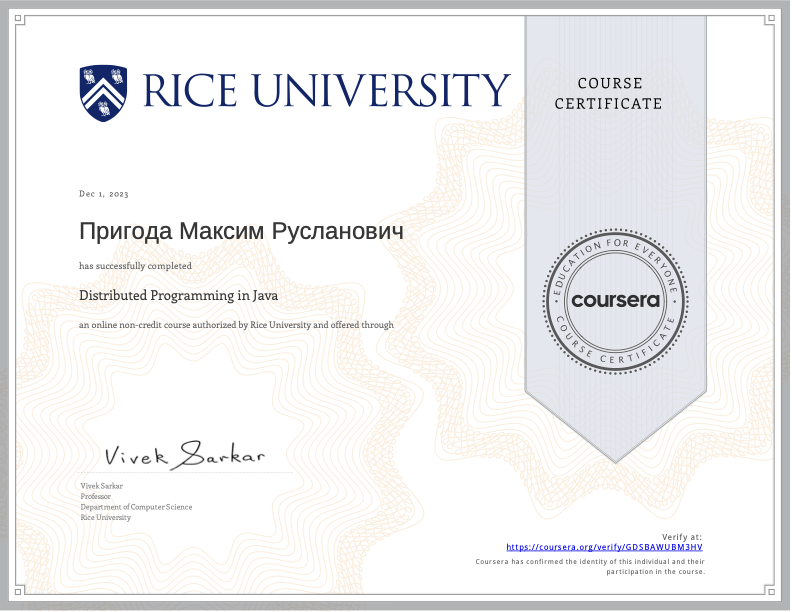 RICE UNIVERSITY
COURSE
CERTIFICATE
Dec 1, 2023
Пригода Максим Русланович
has successfully completed
Distributed Programming in Java
an online non-credit course authorized by Rice University and offered through
EDUCATION FOR EVERYONE
coursera
COURSE CERTIFICATE
Vivek Sarkar
Vivek Sarkar
Professor
Department of Computer Science
Rice University
Verify at:
https://coursera.org/verify/GDSBAWUBM3HV
Coursera has confirmed the identity of this individual and their
participation in the course.